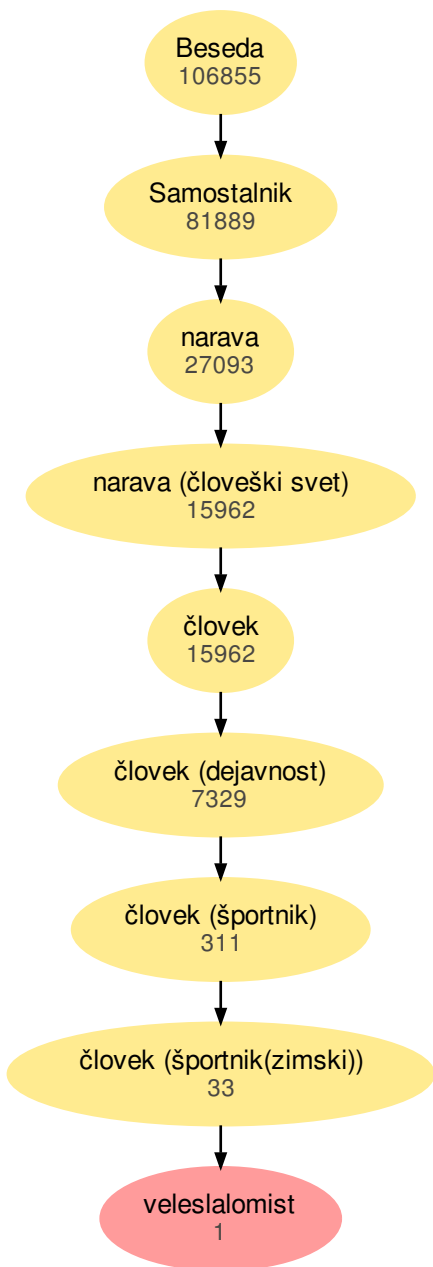 Beseda
106855
Samostalnik
81889
narava
27093
narava (človeški svet)
15962
človek
15962
človek (dejavnost)
7329
človek (športnik)
311
človek (športnik(zimski))
33
veleslalomist
1